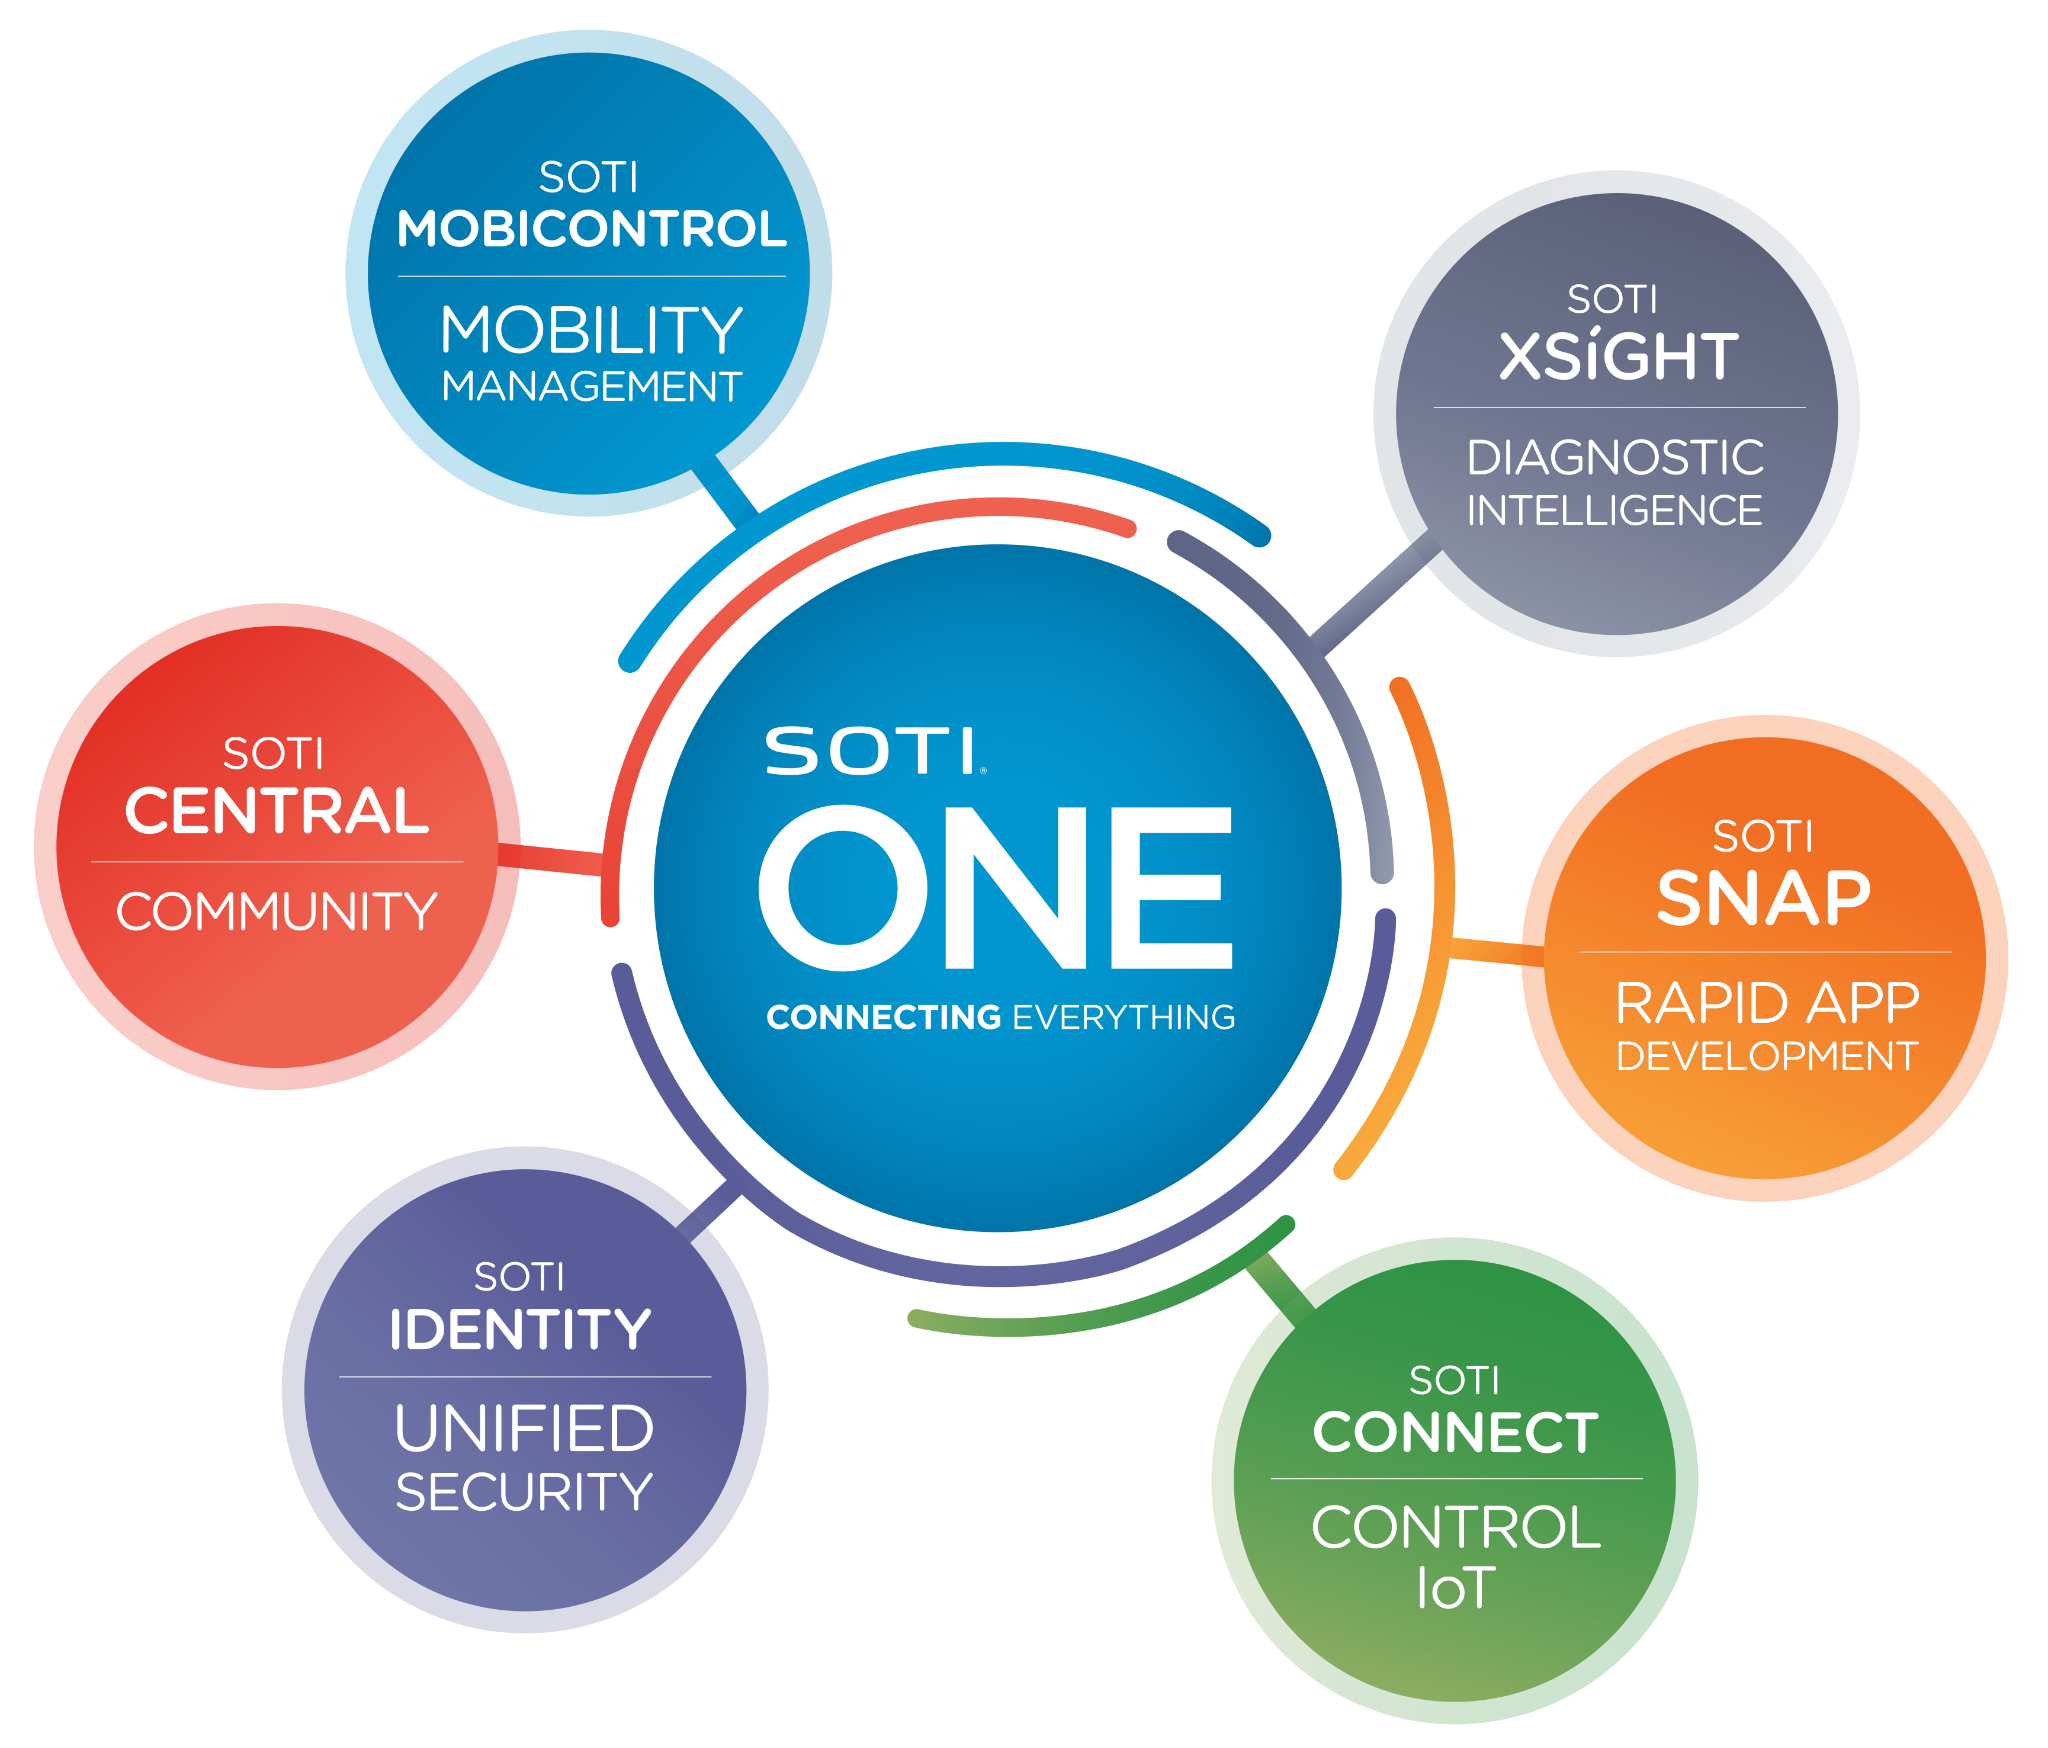 SOTI
MOBICONTROL
MOBILITY
MANAGEMENT
SOTI
XSíGHT
DIAGNOSTIC
INTELLIGENCE
SOTI
CENTRAL
COMMUNITY
SOTI®
ONE
CONNECTING EVERYTHING
SOTI
SNAP
RAPID APP
DEVELOPMENT
SOTI
IDENTITY
UNIFIED
SECURITY
SOTI
CONNECT
CONTROL
IoT